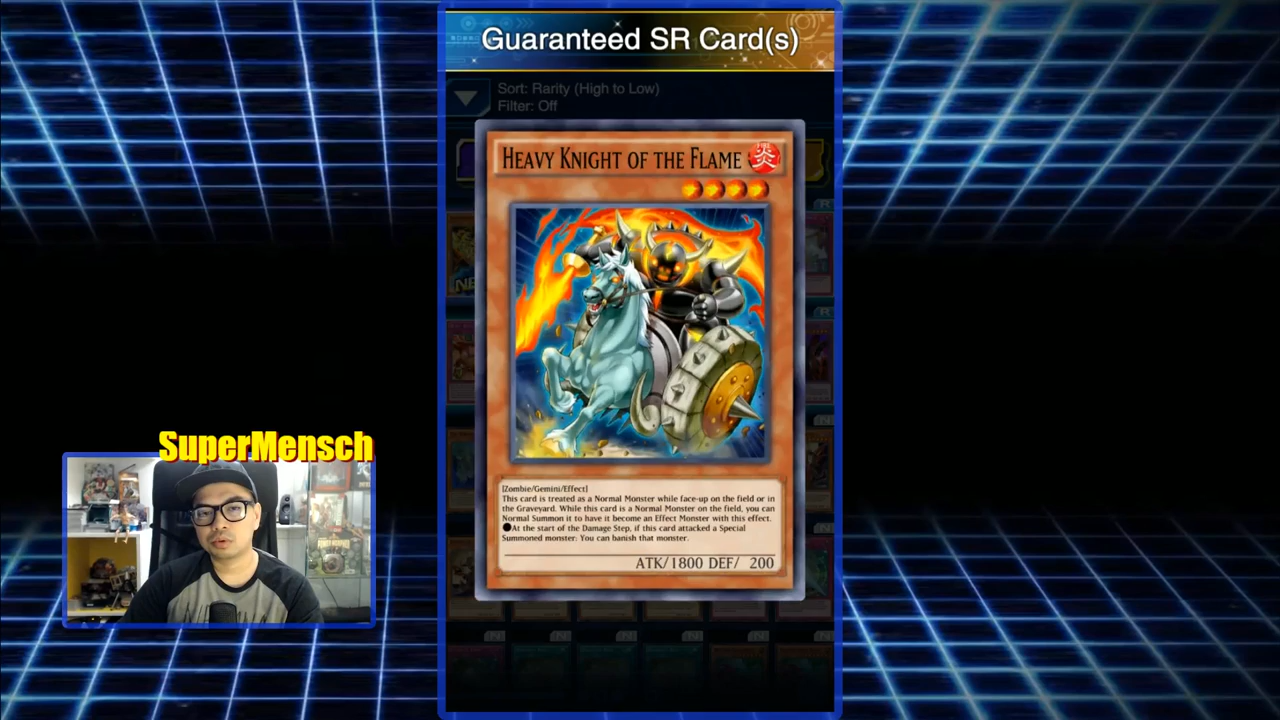 Guaranteed SR Card(s)
Sort: Rarity (High to Low)
Filter: Off
HEAVY KNIGHT OF THE FLAME
炎
[Zombie/Gemini/Effect]
This card is treated as a Normal Monster while face-up on the field or in
the Graveyard. While this card is a Normal Monster on the field, you can
Normal Summon it to have it become an Effect Monster with this effect.
●At the start of the Damage Step, if this card attacked a Special
Summoned monster: You can banish that monster.
ATK/1800 DEF/ 200
SuperMensch